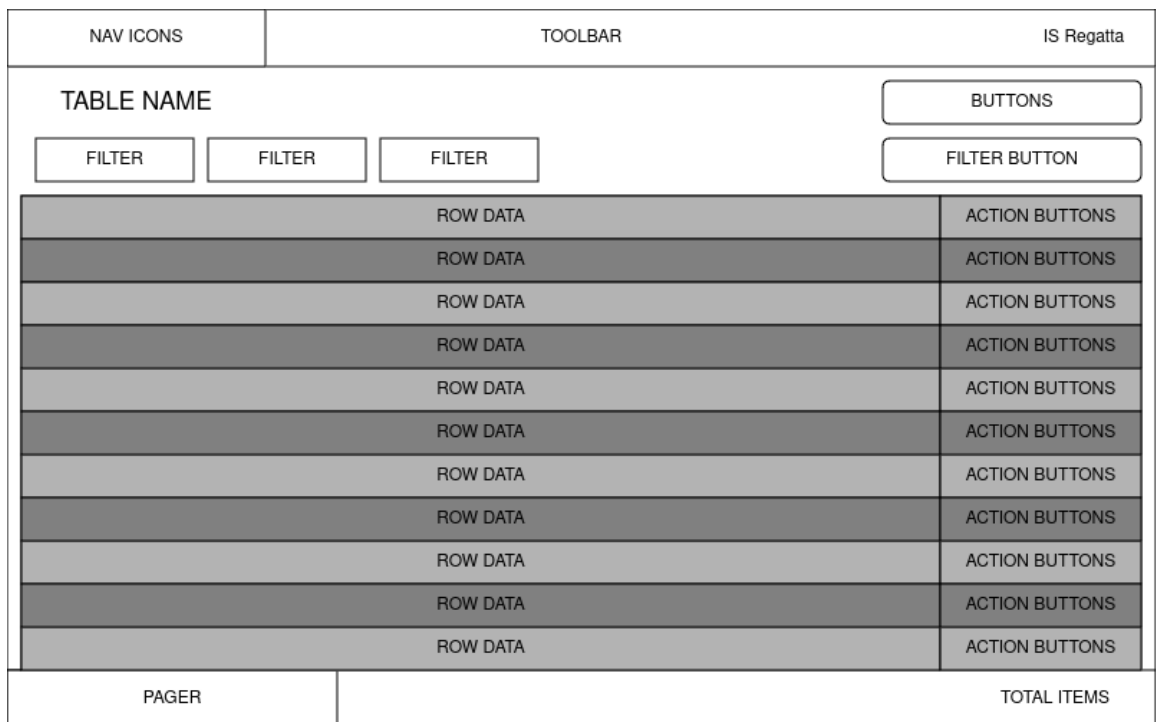 NAV ICONS TOOLBAR IS Regatta
TABLE NAME BUTTONS
FILTER FILTER FILTER FILTER BUTTON
ROW DATA ACTION BUTTONS
ROW DATA ACTION BUTTONS
ROW DATA ACTION BUTTONS
ROW DATA ACTION BUTTONS
ROW DATA ACTION BUTTONS
ROW DATA ACTION BUTTONS
ROW DATA ACTION BUTTONS
ROW DATA ACTION BUTTONS
ROW DATA ACTION BUTTONS
ROW DATA ACTION BUTTONS
ROW DATA ACTION BUTTONS
PAGER TOTAL ITEMS